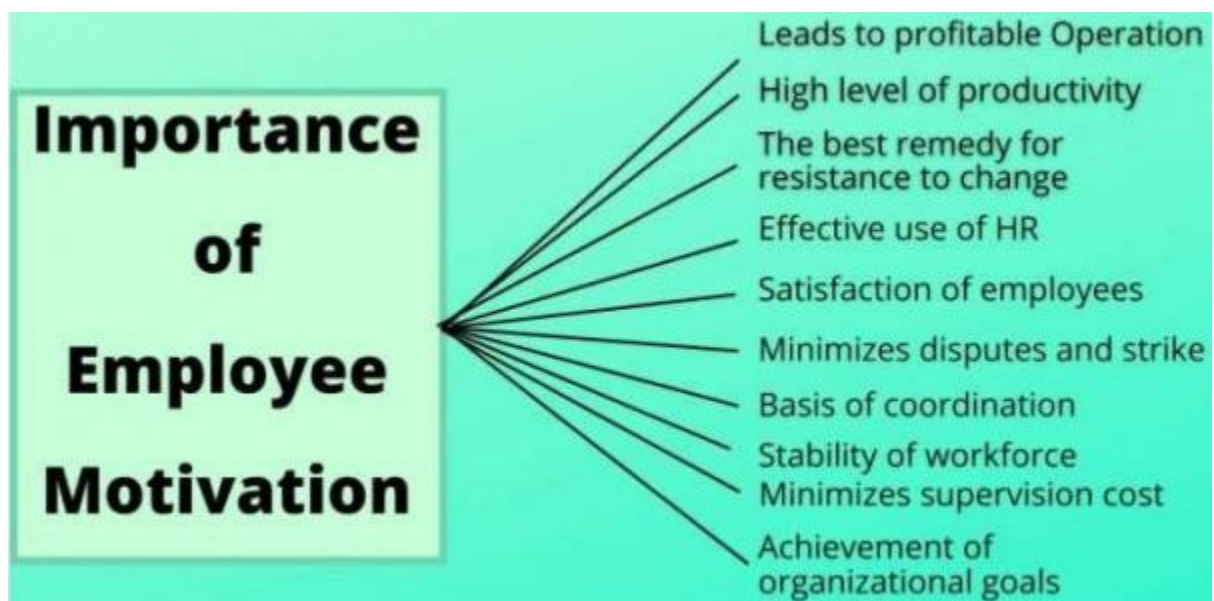 Importance
of
Employee
Motivation
Leads to profitable Operation
High level of productivity
The best remedy for
resistance to change
Effective use of HR
Satisfaction of employees
Minimizes disputes and strike
Basis of coordination
Stability of workforce
Minimizes supervision cost
Achievement of
organizational goals